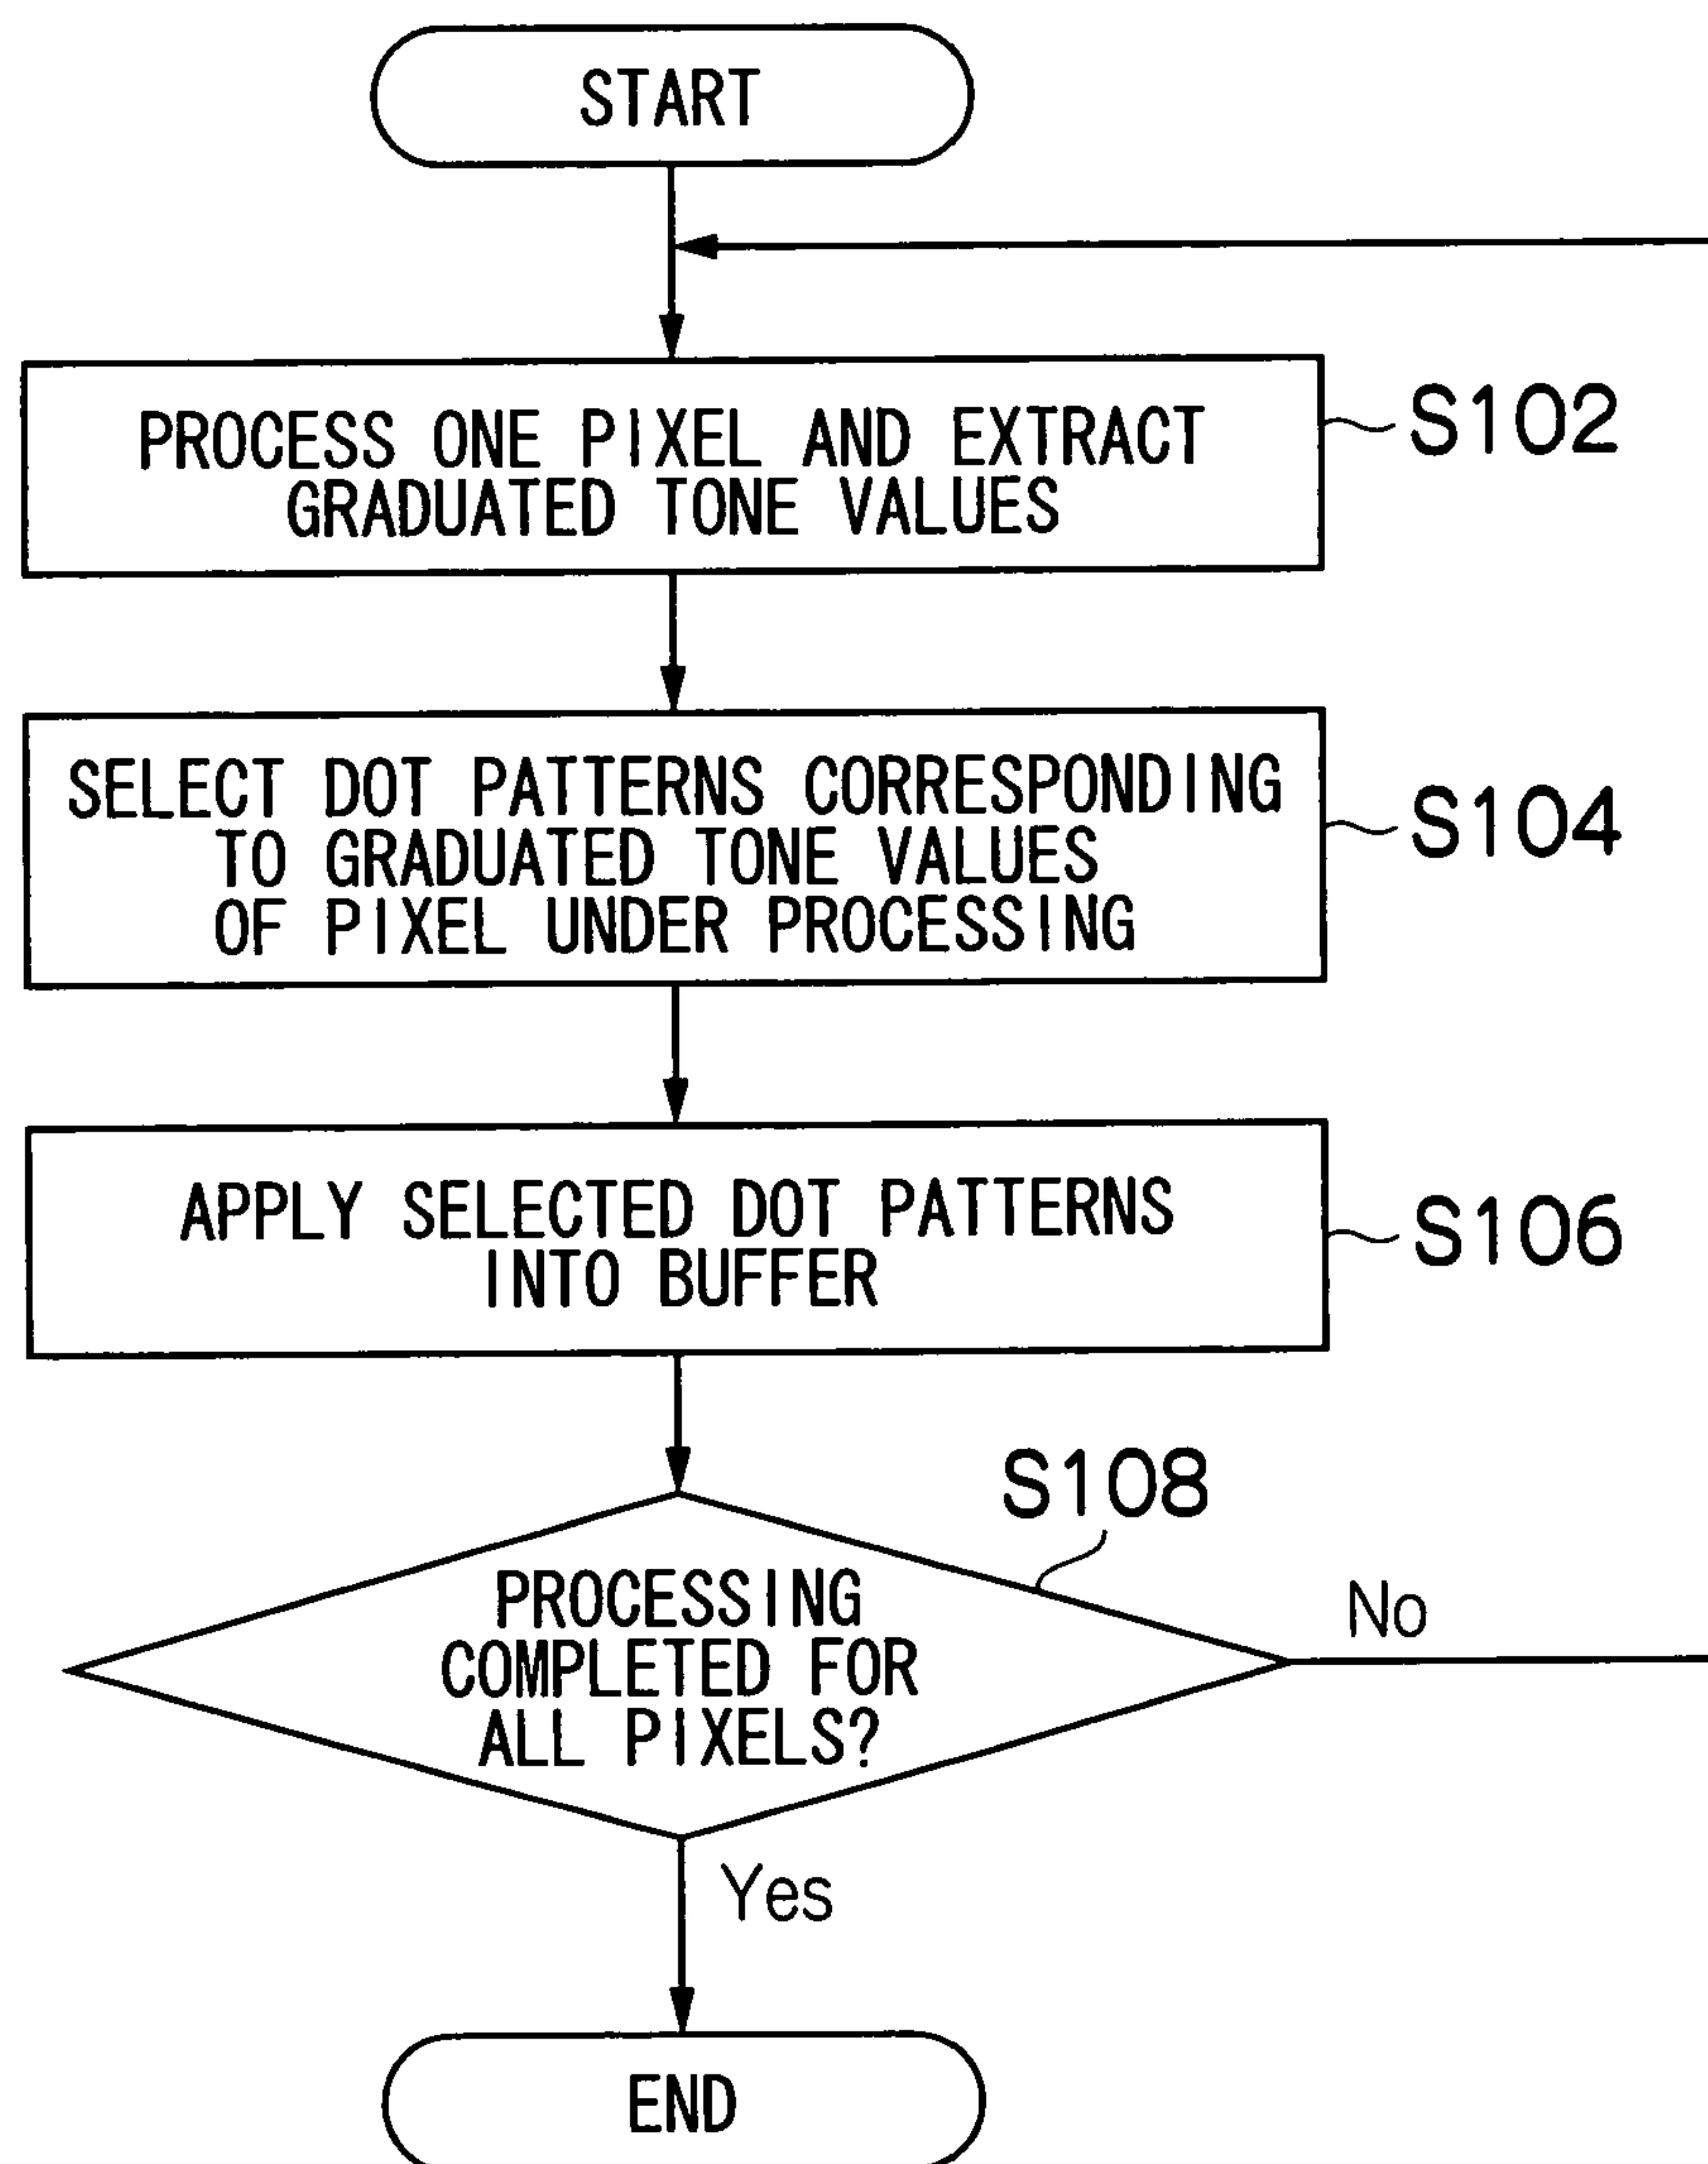 START
PROCESS ONE PIXEL AND EXTRACT
GRADUATED TONE VALUES
S102
SELECT DOT PATTERNS CORRESPONDING
TO GRADUATED TONE VALUES
OF PIXEL UNDER PROCESSING
S104
APPLY SELECTED DOT PATTERNS
INTO BUFFER
S106
S108
PROCESSING
COMPLETED FOR
ALL PIXELS?
No
Yes
END